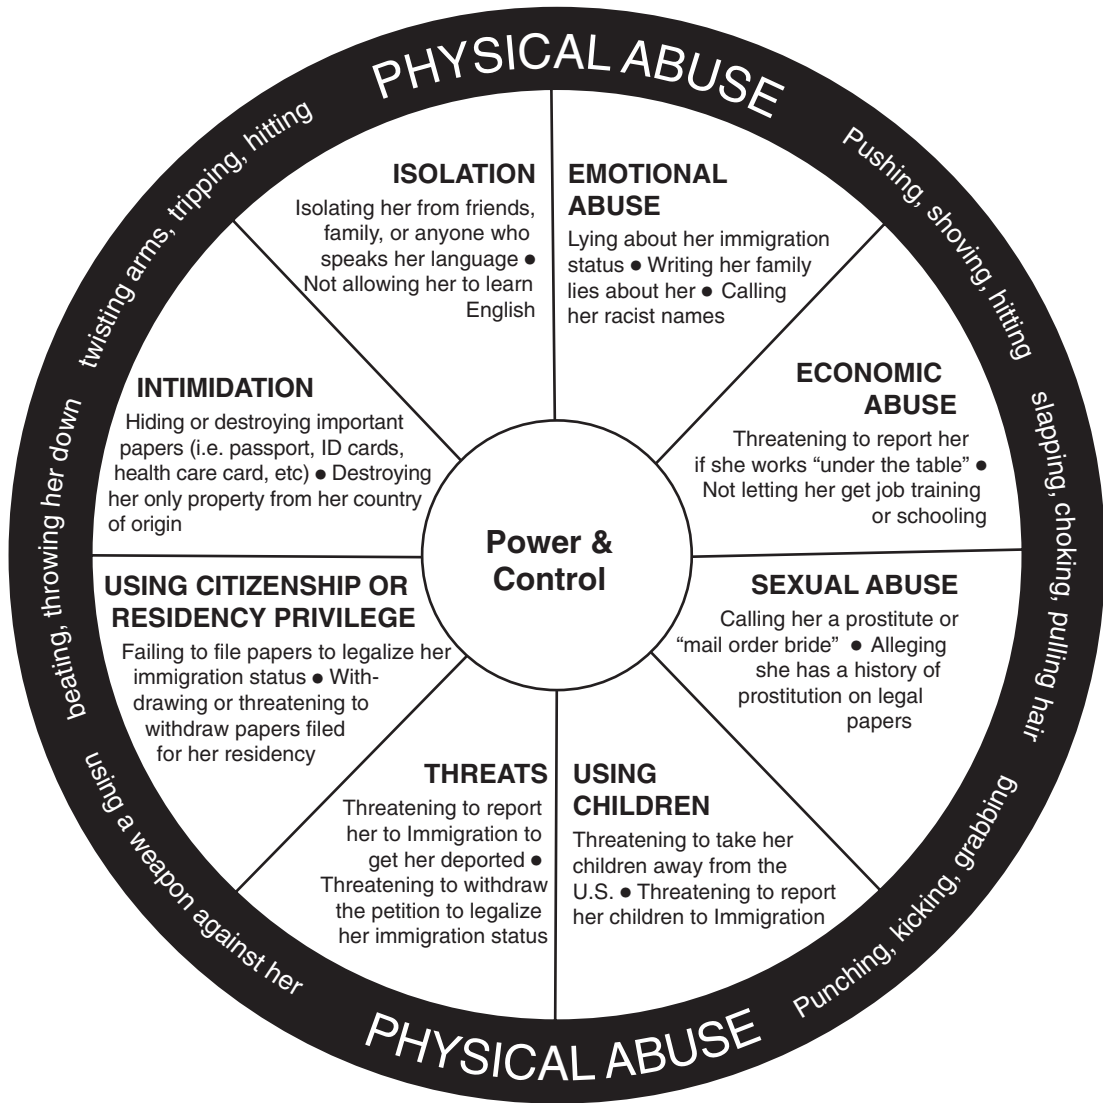 PHYSICAL ABUSE
Pushing, shoving, hitting
slapping, choking, pulling hair
Punching, kicking, grabbing
PHYSICAL ABUSE
using a weapon against her
beating, throwing her down
twisting arms, tripping, hitting
ISOLATION
Isolating her from friends,
family, or anyone who
speaks her language ●
Not allowing her to learn
English
EMOTIONAL
ABUSE
Lying about her immigration
status ● Writing her family
lies about her ● Calling
her racist names
ECONOMIC
ABUSE
Threatening to report her
if she works “under the table” ●
Not letting her get job training
or schooling
SEXUAL ABUSE
Calling her a prostitute or
“mail order bride” ● Alleging
she has a history of
prostitution on legal
papers
USING
CHILDREN
Threatening to take her
children away from the
U.S. ● Threatening to report
her children to Immigration
THREATS
Threatening to report
her to Immigration to
get her deported ●
Threatening to withdraw
the petition to legalize
her immigration status
USING CITIZENSHIP OR
RESIDENCY PRIVILEGE
Failing to file papers to legalize her
immigration status ● With-
drawing or threatening to
withdraw papers filed
for her residency
INTIMIDATION
Hiding or destroying important
papers (i.e. passport, ID cards,
health care card, etc) ● Destroying
her only property from her country
of origin
Power &
Control